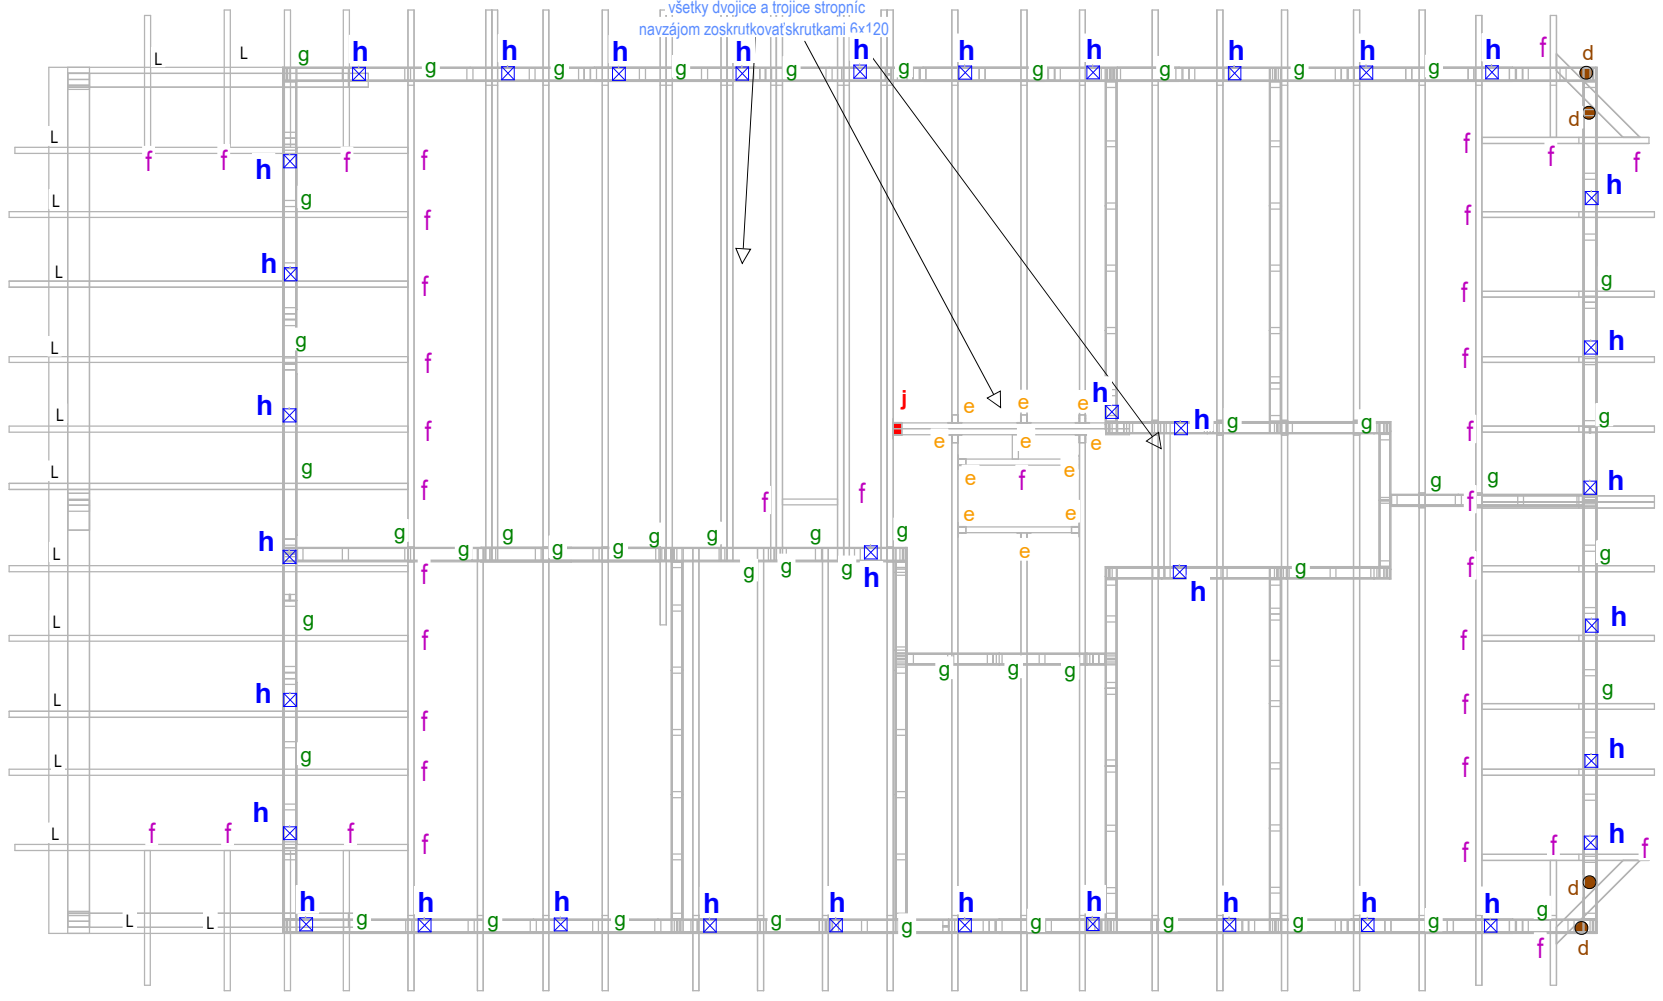 všetky dvojice a trojice stropníc
navzájom zoskrutkovať skrutkami 6x120
L L g h h h h h h h h h h f d
g g g g g g g g g
d
L f f f f h f f f
L g f f h
h
L f g f
h
L g f f h
h L f j e e e h h g g g f
e e e
L g f f f e f e g g f h
e e
g g g g g g g g g g e
h L f h h g f g
L g f f h
g g g
h L f f g
L g f f h
h
L f f f f f f f h
d
L L h g h g h g h g h g h g h g h g h g h g f d